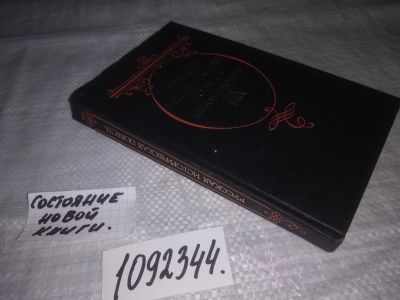 РУССКАЯ ИСТОРИЧЕСКАЯ ПОВЕСТЬ
СОСТОЯНИЕ
НОВОЙ
КНИГИ.
1092344.